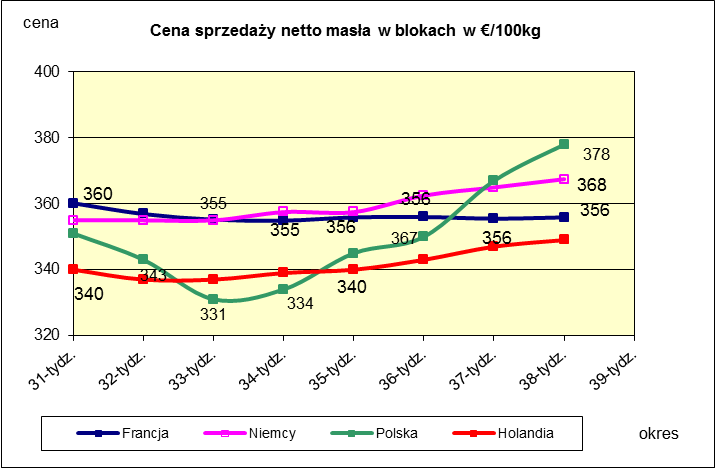 cena
Cena sprzedaży netto masła w blokach w €/100kg
400
380
360
340
320
360
355
356
378
368
356
355
356
367
356
340
343
331
334
340
31-tydz.
32-tydz.
33-tydz.
34-tydz.
35-tydz.
36-tydz.
37-tydz.
38-tydz.
39-tydz.
Francja Niemcy Polska Holandia
okres